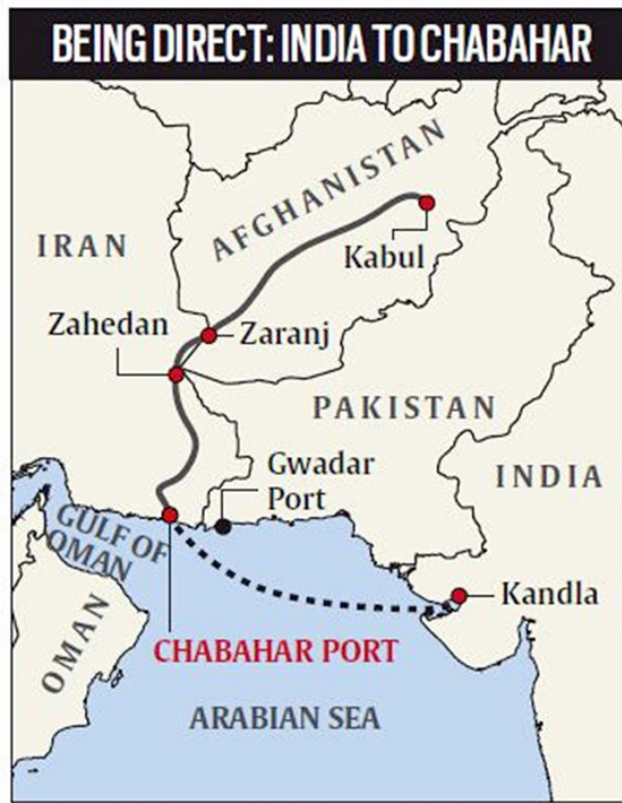 BEING DIRECT: INDIA TO CHABAHAR
AFGHANISTAN
IRAN
Kabul
Zahedan
Zaranj
PAKISTAN
Gwadar
Port
INDIA
GULF OF
OMAN
Kandla
OMAN
CHABAHAR PORT
ARABIAN SEA